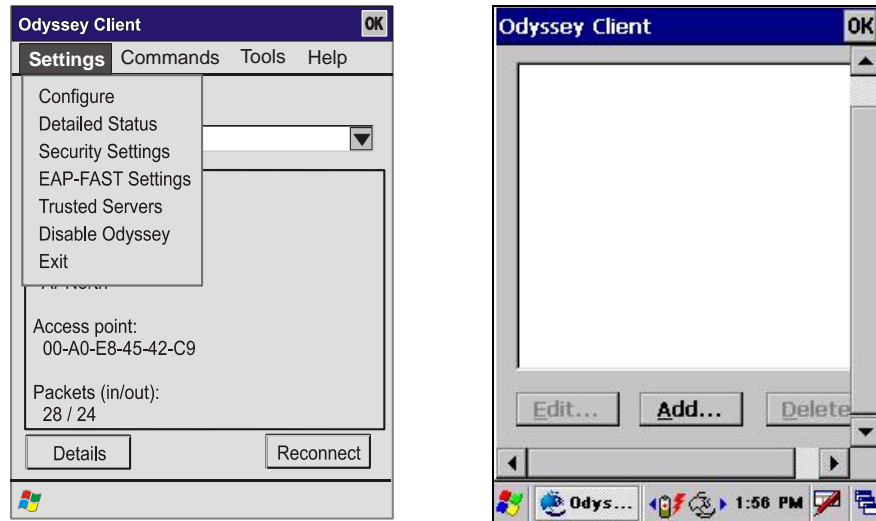 Odyssey Client OK
Settings Commands Tools Help
Configure
Detailed Status
Security Settings
EAP-FAST Settings
Trusted Servers
Disable Odyssey
Exit
Access point:
00-A0-E8-45-42-C9
Packets (in/out):
28 / 24
Details Reconnect
Odyssey Client OK
Edit... Add... Delete
Odys... 1:56 PM